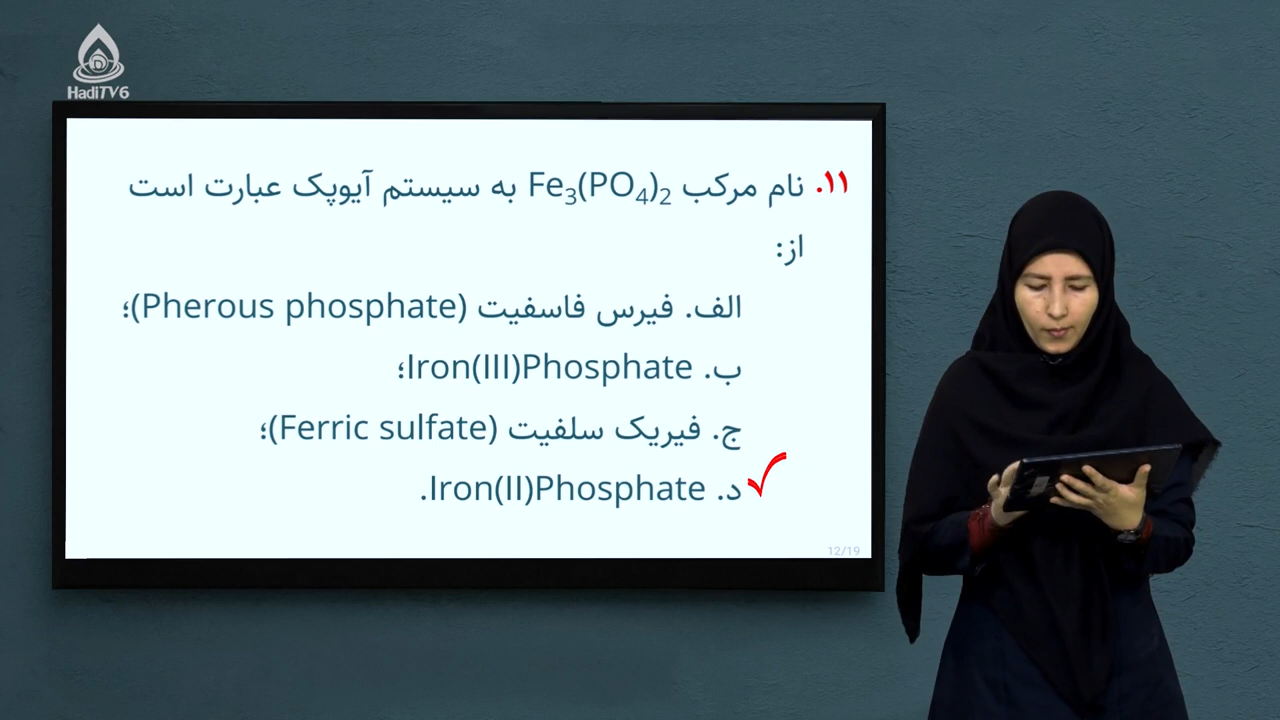 HadiTV6
۱۱. نام مرکب Fe₃(PO₄)₂ به سیستم آیوپک عبارت است
از:
الف. فیرس فاسفیت (Pherous phosphate)؛
ب. Iron(III)Phosphate؛
ج. فیریک سلفیت (Ferric sulfate)؛
د. Iron(II)Phosphate.
12/19